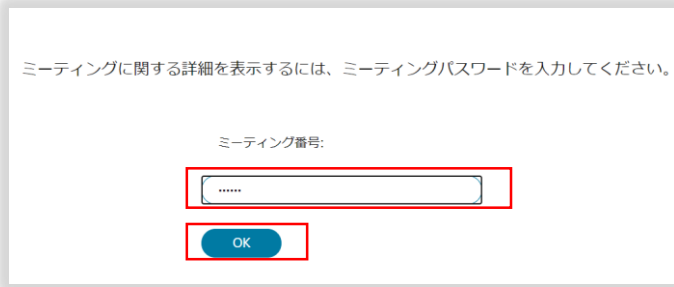 ミーティングに関する詳細を表示するには、ミーティングパスワードを入力してください。
ミーティング番号:
......
OK